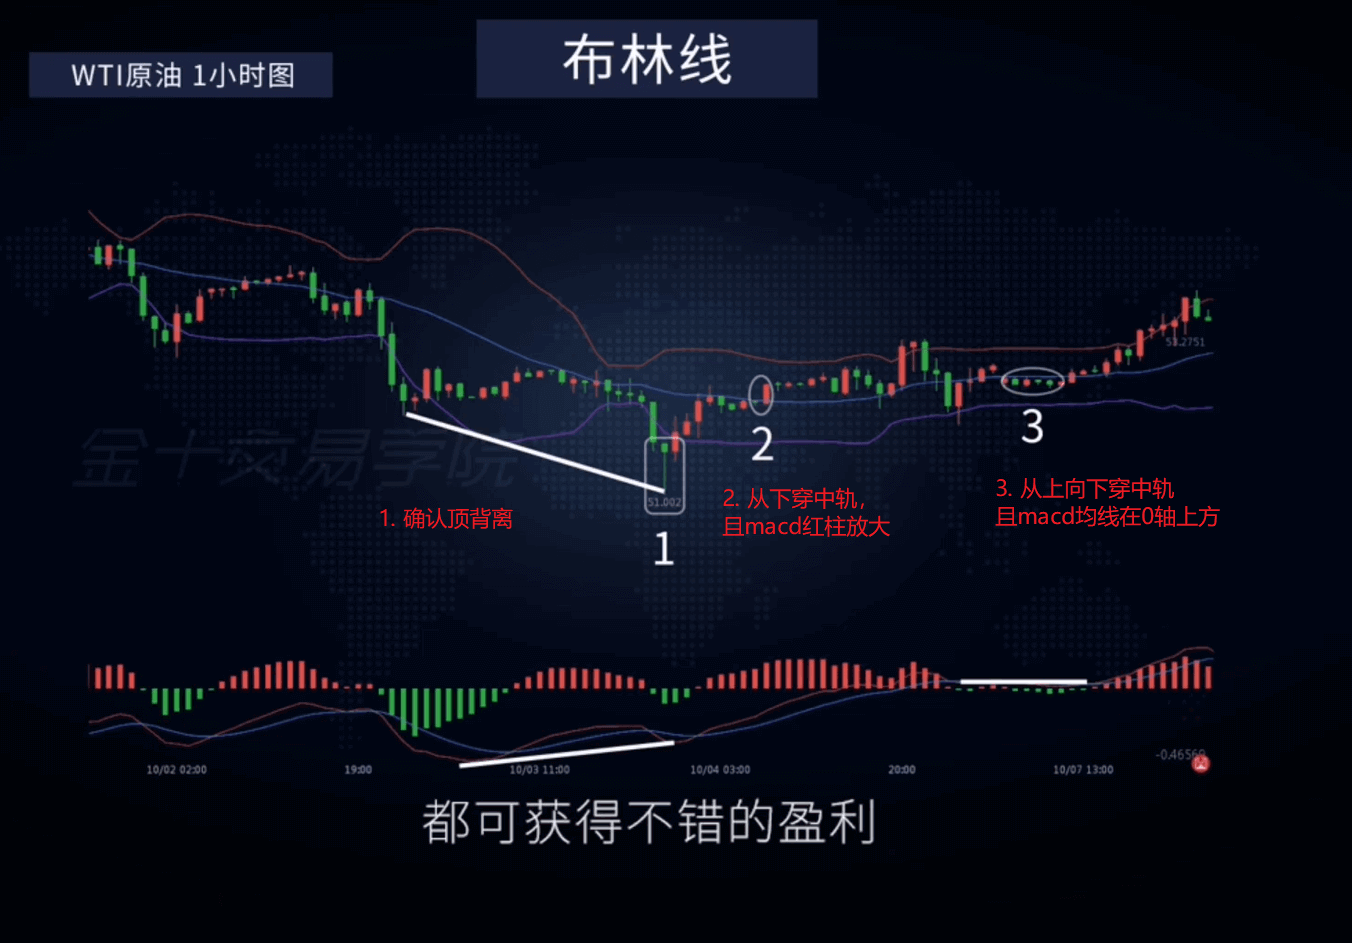 布林线
WTI原油 1小时图
53.2751
金十交易学院
51.002
1
2
3
1. 确认顶背离
2. 从下穿中轨，
且macd红柱放大
3. 从上向下穿中轨
且macd均线在0轴上方
-0.46569
10/02 02:00
19:00
10/03 11:00
10/04 03:00
20:00
10/07 13:00
都可获得不错的盈利